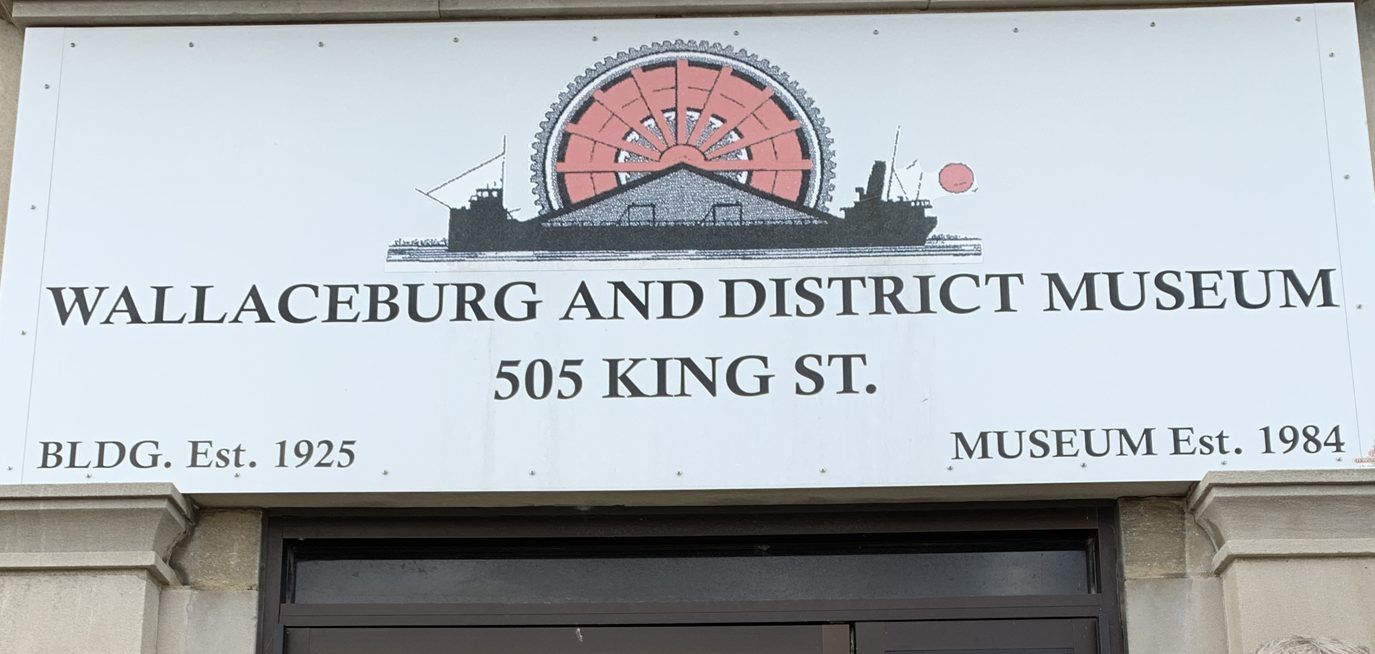 WALLACEBURG AND DISTRICT MUSEUM
505 KING ST.
BLDG. Est. 1925
MUSEUM Est. 1984